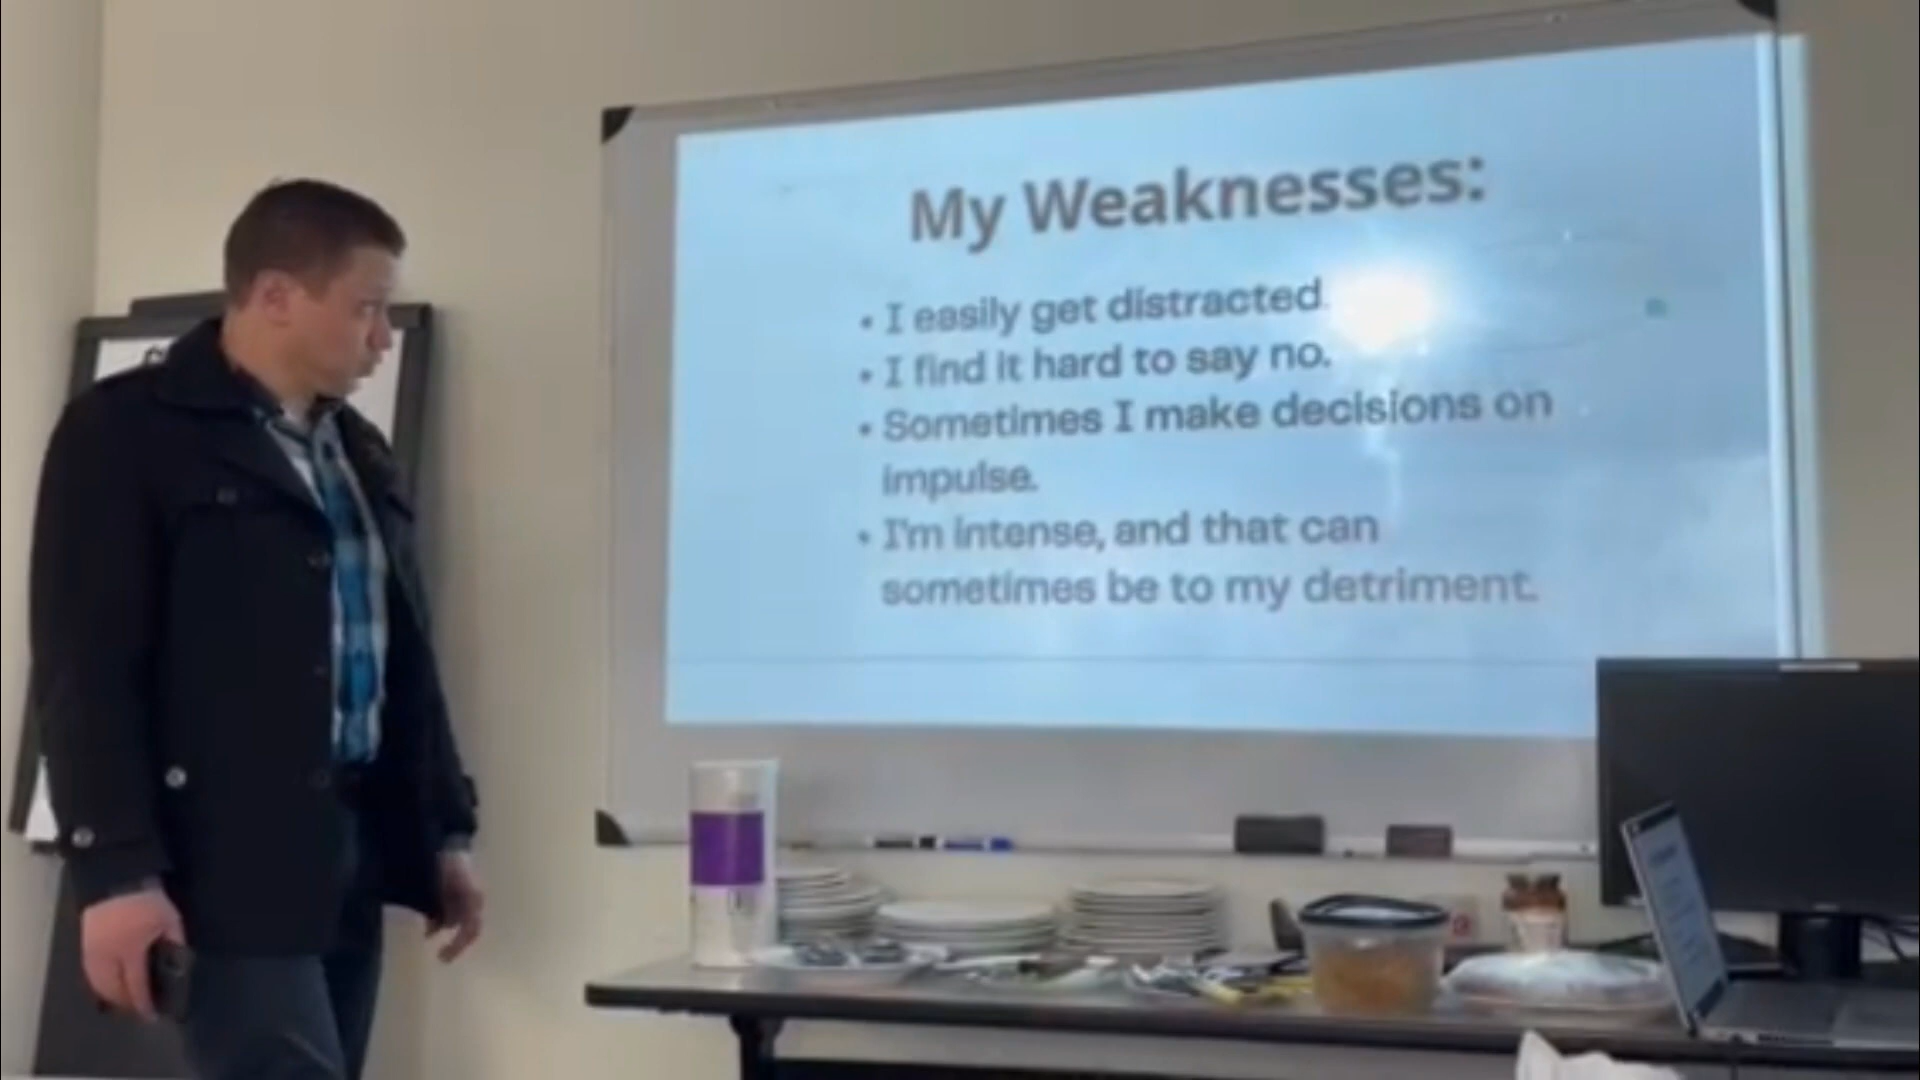 My Weaknesses:
• I easily get distracted.
• I find it hard to say no.
• Sometimes I make decisions on
impulse.
• I'm intense, and that can
sometimes be to my detriment.